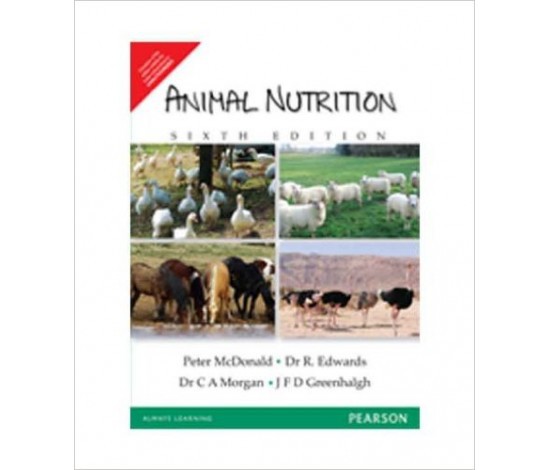 ANIMAL NUTRITION
SIXTH EDITION
Peter McDonald • Dr R. Edwards
Dr C A Morgan • J F D Greenhalgh
ALWAYS LEARNING
PEARSON